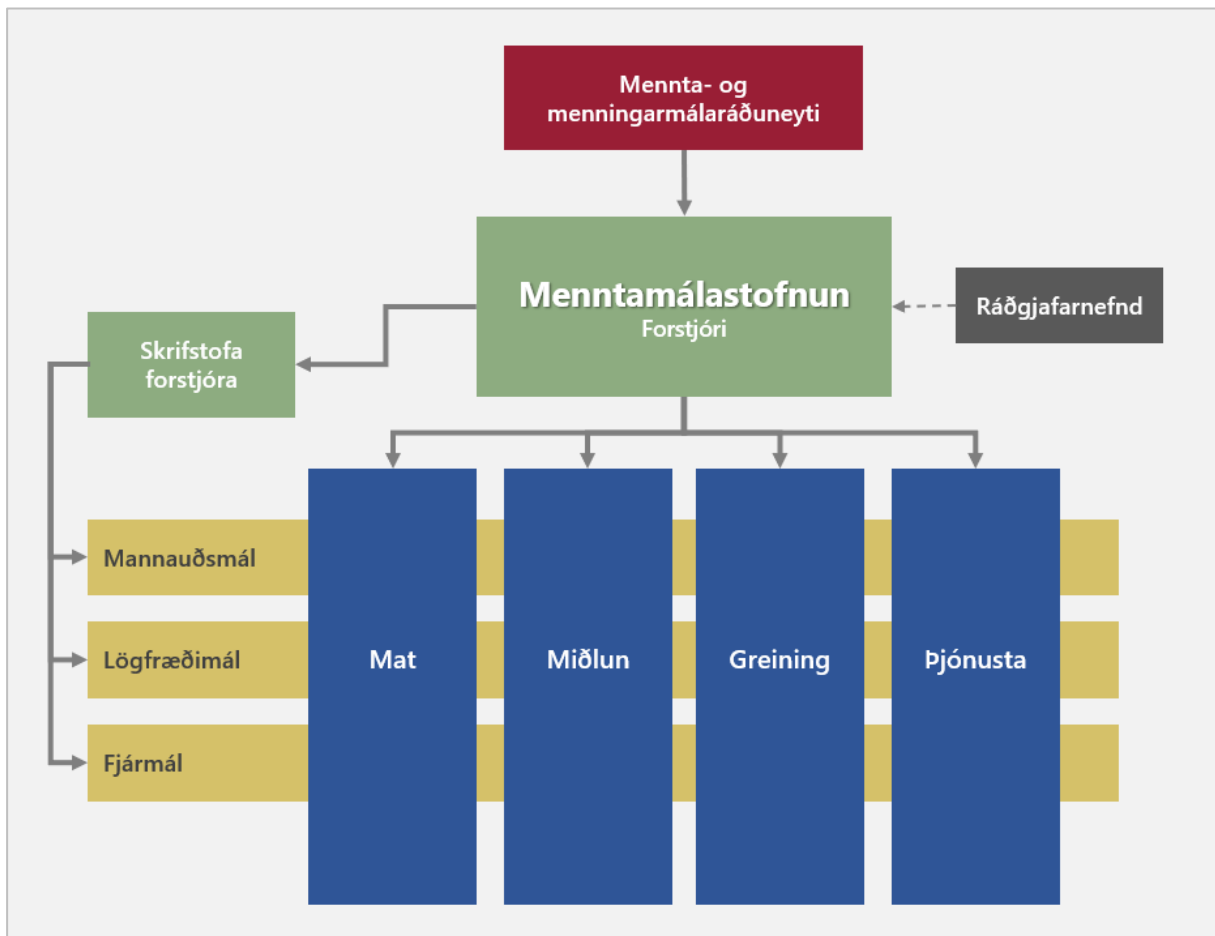 Mennta- og
menningarmálaráðuneyti
Menntamálastofnun
Forstjóri
Ráðgjafarnefnd
Skrifstofa
forstjóra
Mannauðsmál
Lögfræðimál
Mat
Miðlun
Greining
Þjónusta
Fjármál